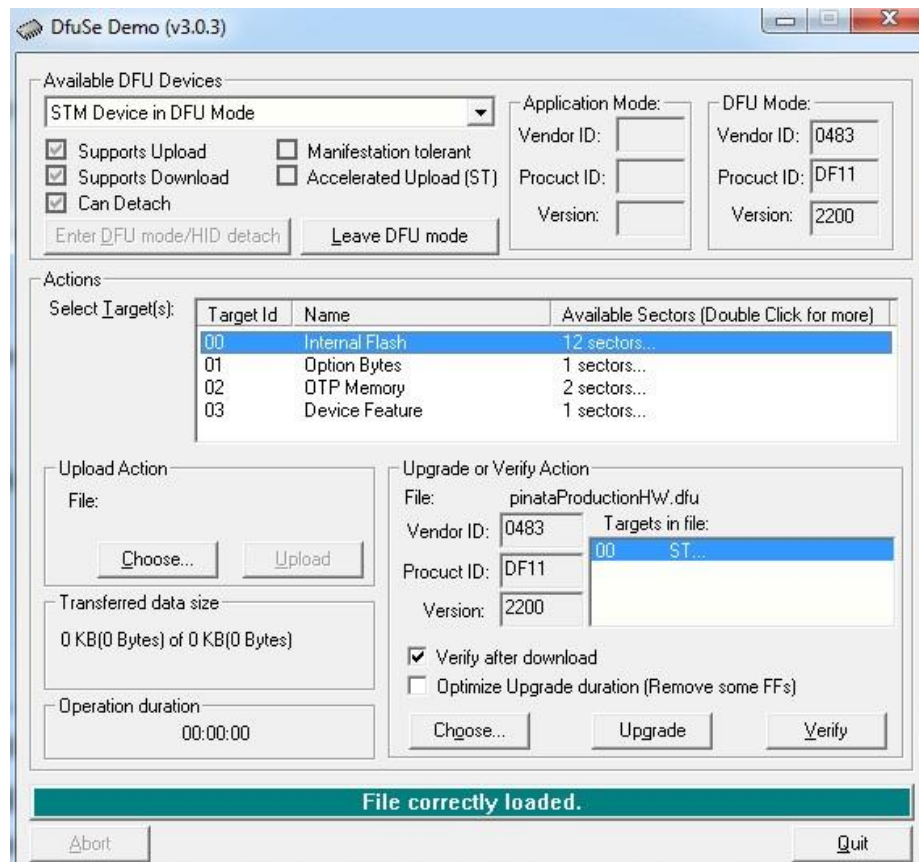 DfuSe Demo (v3.0.3)
Available DFU Devices
STM Device in DFU Mode
Supports Upload
Manifestation tolerant
Supports Download
Accelerated Upload (ST)
Can Detach
Enter DFU mode/HID detach
Leave DFU mode
Application Mode:
Vendor ID:
Procuct ID:
Version:
DFU Mode:
Vendor ID: 0483
Procuct ID: DF11
Version: 2200
Actions
Select Target(s):
Target Id Name Available Sectors (Double Click for more)
00 Internal Flash 12 sectors...
01 Option Bytes 1 sectors...
02 OTP Memory 2 sectors...
03 Device Feature 1 sectors...
Upload Action
File:
Choose... Upload
Transferred data size
0 KB(0 Bytes) of 0 KB(0 Bytes)
Operation duration
00:00:00
Upgrade or Verify Action
File: pinataProductionHW.dfu
Vendor ID: 0483
Procuct ID: DF11
Version: 2200
Targets in file:
00 ST...
Verify after download
Optimize Upgrade duration (Remove some FFs)
Choose... Upgrade Verify
File correctly loaded.
Abort Quit